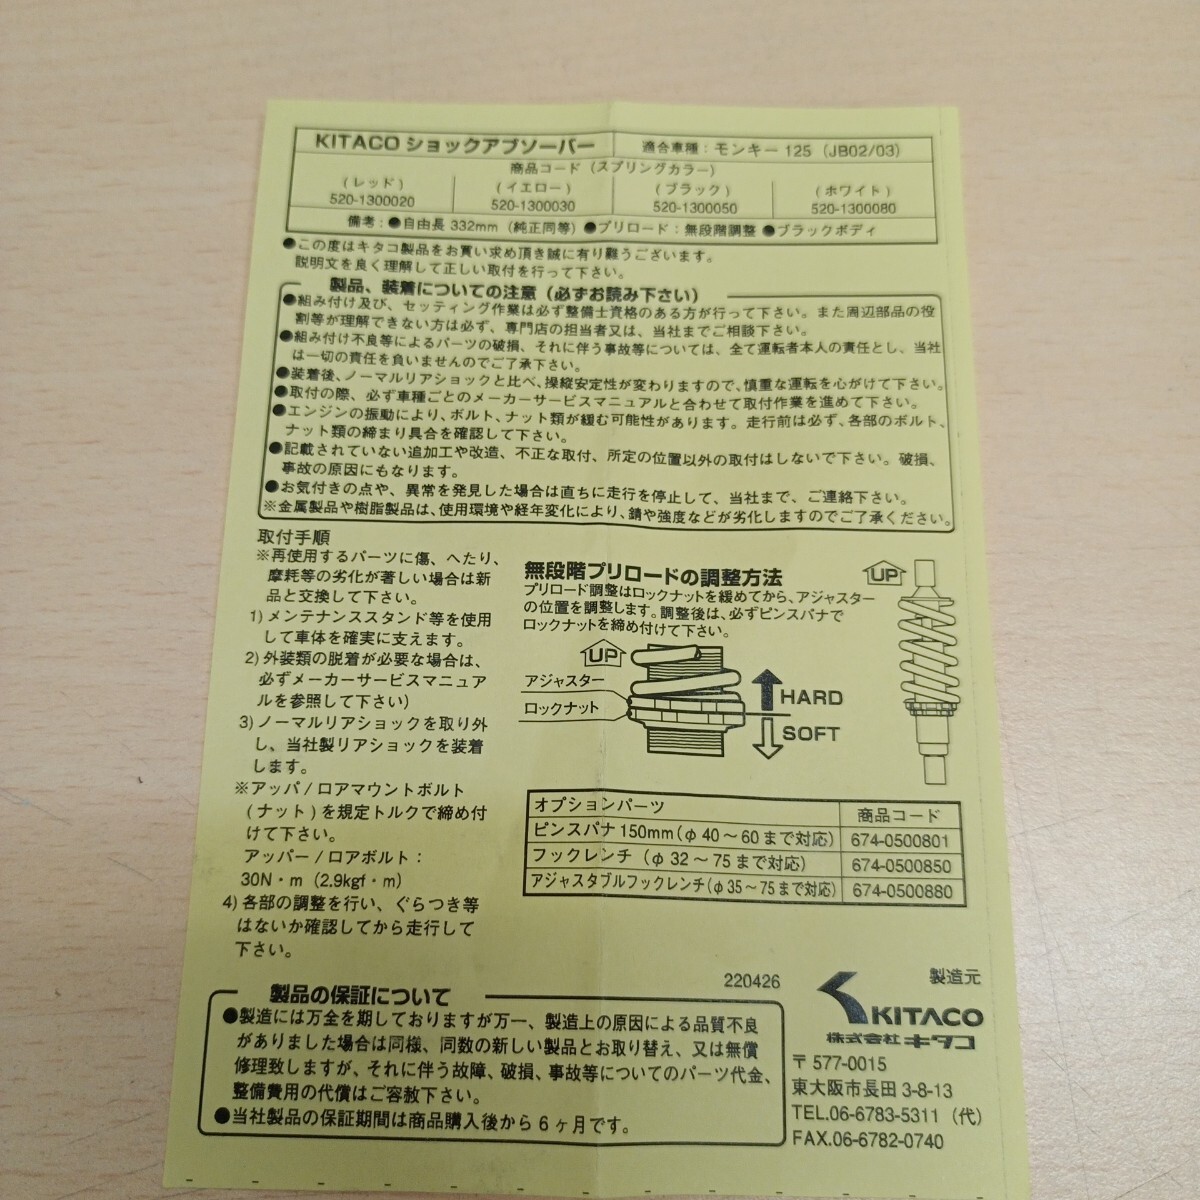 KITACO ショックアブソーバー
適合車種：モンキー 125 (JB02/03)
商品コード (スプリングカラー)
(レッド) (イエロー) (ブラック) (ホワイト)
520-1300020 520-1300030 520-1300050 520-1300080
備考：●自由長 332mm (純正同等) ●プリロード：無段階調整 ●ブラックボディ
●この度はキタコ製品をお買い求め頂き誠に有り難うございます。
説明文を良く理解して正しい取付を行って下さい。
製品、装着についての注意 (必ずお読み下さい)
●組み付け及び、セッティング作業は必ず整備士資格のある方が行って下さい。また周辺部品の役
割等が理解できない方は必ず、専門店の担当者又は、当社までご相談下さい。
●組み付け不良等によるパーツの破損、それに伴う事故等については、全て運転者本人の責任とし、当社
は一切の責任を負いませんのでご了承下さい。
●装着後、ノーマルリアショックと比べ、操縦安定性が変わりますので、慎重な運転を心がけて下さい。
●取付の際、必ず車種ごとのメーカーサービスマニュアルと合わせて取付作業を進めて下さい。
●エンジンの振動により、ボルト、ナット類が緩む可能性があります。走行前は必ず、各部のボルト、
ナット類の締まり具合を確認して下さい。
●記載されていない追加工や改造、不正な取付、所定の位置以外の取付はしないで下さい。破損、
事故の原因にもなります。
●お気付きの点や、異常を発見した場合は直ちに走行を停止して、当社まで、ご連絡下さい。
※金属製品や樹脂製品は、使用環境や経年変化により、錆や強度などが劣化しますのでご了承ください。
取付手順
※再使用するパーツに傷、へたり、
摩耗等の劣化が著しい場合は新
品と交換して下さい。
1) メンテナンススタンド等を使用
して車体を確実に支えます。
2) 外装類の脱着が必要な場合は、
必ずメーカーサービスマニュア
ルを参照して下さい)
3) ノーマルリアショックを取り外
し、当社製リアショックを装着
します。
※アッパ/ロアマウントボルト
(ナット) を規定トルクで締め付
けて下さい。
アッパー/ロアボルト：
30N・m (2.9kgf・m)
4) 各部の調整を行い、ぐらつき等
はないか確認してから走行して
下さい。
無段階プリロードの調整方法
プリロード調整はロックナットを緩めてから、アジャスター
の位置を調整します。調整後は、必ずピンスパナで
ロックナットを締め付けて下さい。
UP
UP
アジャスター
ロックナット
HARD
SOFT
オプションパーツ 商品コード
ピンスパナ 150mm (φ 40 ～ 60 まで対応) 674-0500801
フックレンチ (φ 32 ～ 75 まで対応) 674-0500850
アジャスタブルフックレンチ (φ 35～ 75 まで対応) 674-0500880
220426
製品の保証について
●製造には万全を期しておりますが万一、製造上の原因による品質不良
がありました場合は同様、同数の新しい製品とお取り替え、又は無償
修理致しますが、それに伴う故障、破損、事故等についてのパーツ代金、
整備費用の代償はご容赦下さい。
●当社製品の保証期間は商品購入後から 6 ヶ月です。
製造元
KITACO
株式会社 キタコ
〒 577-0015
東大阪市長田 3-8-13
TEL.06-6783-5311 (代)
FAX.06-6782-0740